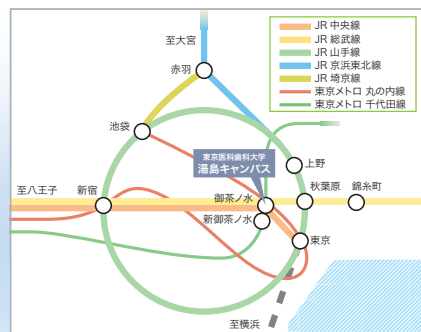 至大宮
赤羽
池袋
東京医科歯科大学
湯島キャンパス
上野
至八王子
新宿
御茶ノ水
秋葉原
錦糸町
新御茶ノ水
東京
至横浜
JR 中央線
JR 総武線
JR 山手線
JR 京浜東北線
JR 埼京線
東京メトロ 丸の内線
東京メトロ 千代田線